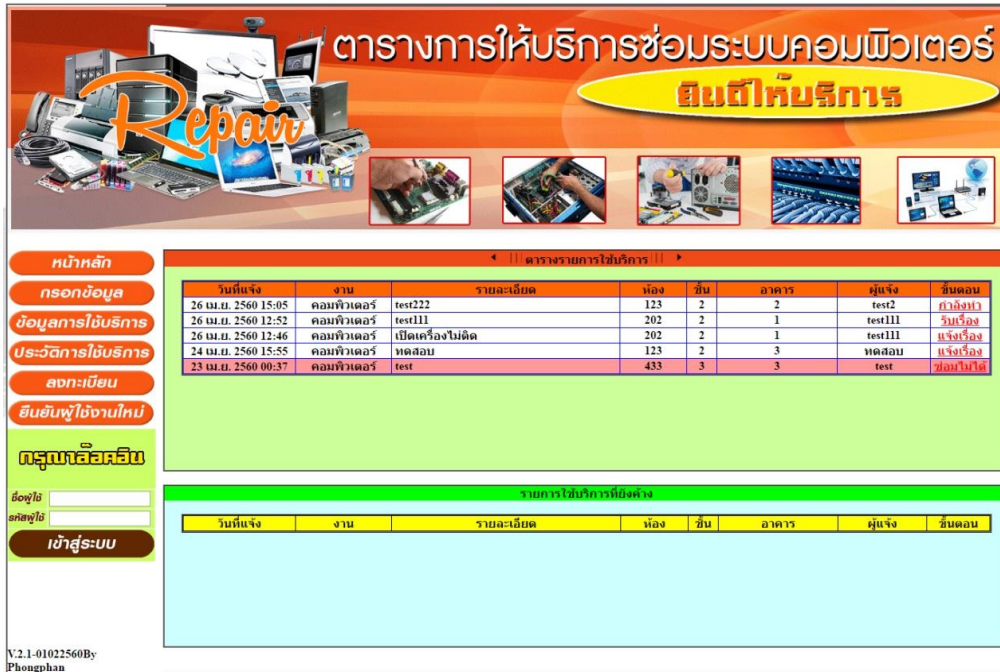 ตารางการให้บริการซ่อมระบบคอมพิวเตอร์
ยินดีให้บริการ
Repair
หน้าหลัก
กรอกข้อมูล
ข้อมูลการใช้บริการ
ประวัติการใช้บริการ
ลงทะเบียน
ยืนยันผู้ใช้งานใหม่
กรุณาล๊อคอิน
ชื่อผู้ใช้
รหัสผู้ใช้
เข้าสู่ระบบ
V.2.1-01022560By
Phongphan
ตารางรายการใช้บริการ
วันที่แจ้ง งาน รายละเอียด ห้อง ชั้น อาคาร ผู้แจ้ง ขั้นตอน
26 เม.ย. 2560 15:05 คอมพิวเตอร์ test222 123 2 2 test2 กำลังทำ
26 เม.ย. 2560 12:52 คอมพิวเตอร์ test111 202 2 1 test111 รับเรื่อง
26 เม.ย. 2560 12:46 คอมพิวเตอร์ เปิดเครื่องไม่ติด 202 2 1 test111 แจ้งเรื่อง
24 เม.ย. 2560 15:55 คอมพิวเตอร์ ทดสอบ 123 2 3 ทดสอบ แจ้งเรื่อง
23 เม.ย. 2560 00:37 คอมพิวเตอร์ test 433 3 3 test ซ่อมไม่ได้
รายการใช้บริการที่ยังค้าง
วันที่แจ้ง งาน รายละเอียด ห้อง ชั้น อาคาร ผู้แจ้ง ขั้นตอน